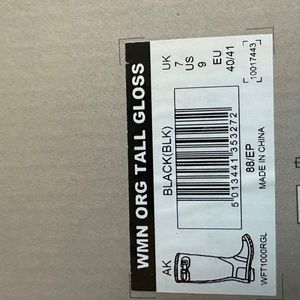 WMN ORG TALL GLOSS
AK BLACK(BLK)
UK US EU
7 9 40/41
10017443
5 013441 353272
88/EP
MADE IN CHINA
WFT1000RGL